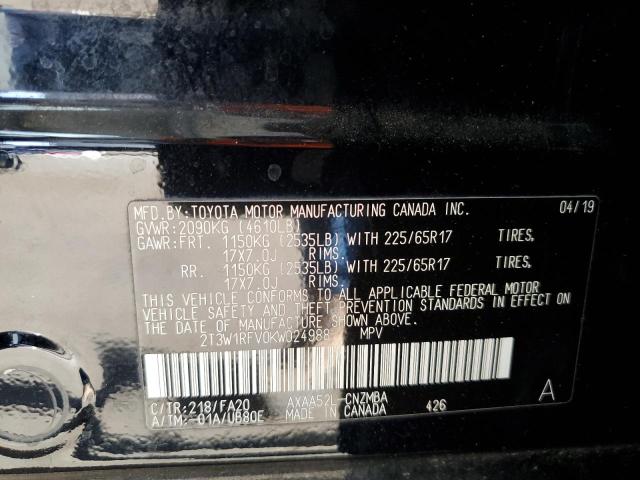 MFD.BY:TOYOTA MOTOR MANUFACTURING CANADA INC. 04/19
GVWR:2090KG (4610LB)
GAWR:FRT. 1150KG (2535LB) WITH 225/65R17 TIRES,
17X7.0J RIMS.
RR. 1150KG (2535LB) WITH 225/65R17 TIRES,
17X7.0J RIMS.
THIS VEHICLE CONFORMS TO ALL APPLICABLE FEDERAL MOTOR
VEHICLE SAFETY AND THEFT PREVENTION STANDARDS IN EFFECT ON
THE DATE OF MANUFACTURE SHOWN ABOVE.
2T3W1RFV0KW024988 MPV
C/TR:218/FA20 AXAA52L-CNZMBA A
A/TM:-01A/UB80E MADE IN CANADA 426